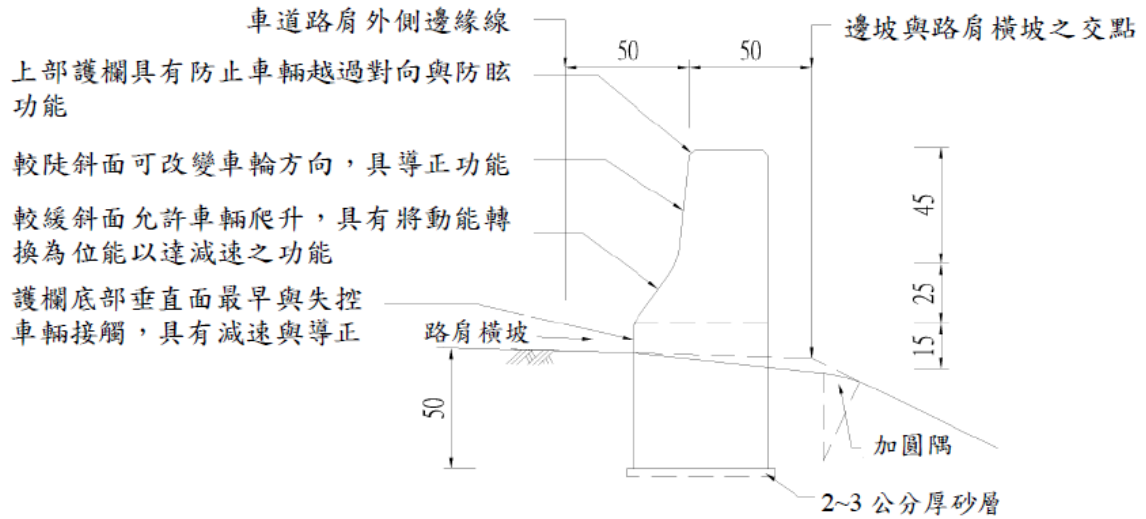 車道路肩外側邊緣線
邊坡與路肩橫坡之交點
50
50
上部護欄具有防止車輛越過對向與防眩
功能
較陡斜面可改變車輪方向，具導正功能
45
較緩斜面允許車輛爬升，具有將動能轉
換為位能以達減速之功能
25
護欄底部垂直面最早與失控
車輛接觸，具有減速與導正
路肩橫坡
15
50
加圓隅
2~3 公分厚砂層